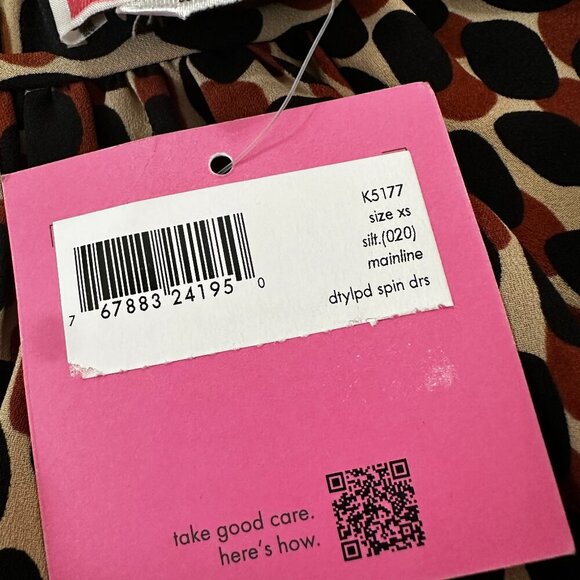 K5177
size xs
silt.(020)
mainline
dtylpd spin drs
7 67883 24195 0
take good care.
here's how.